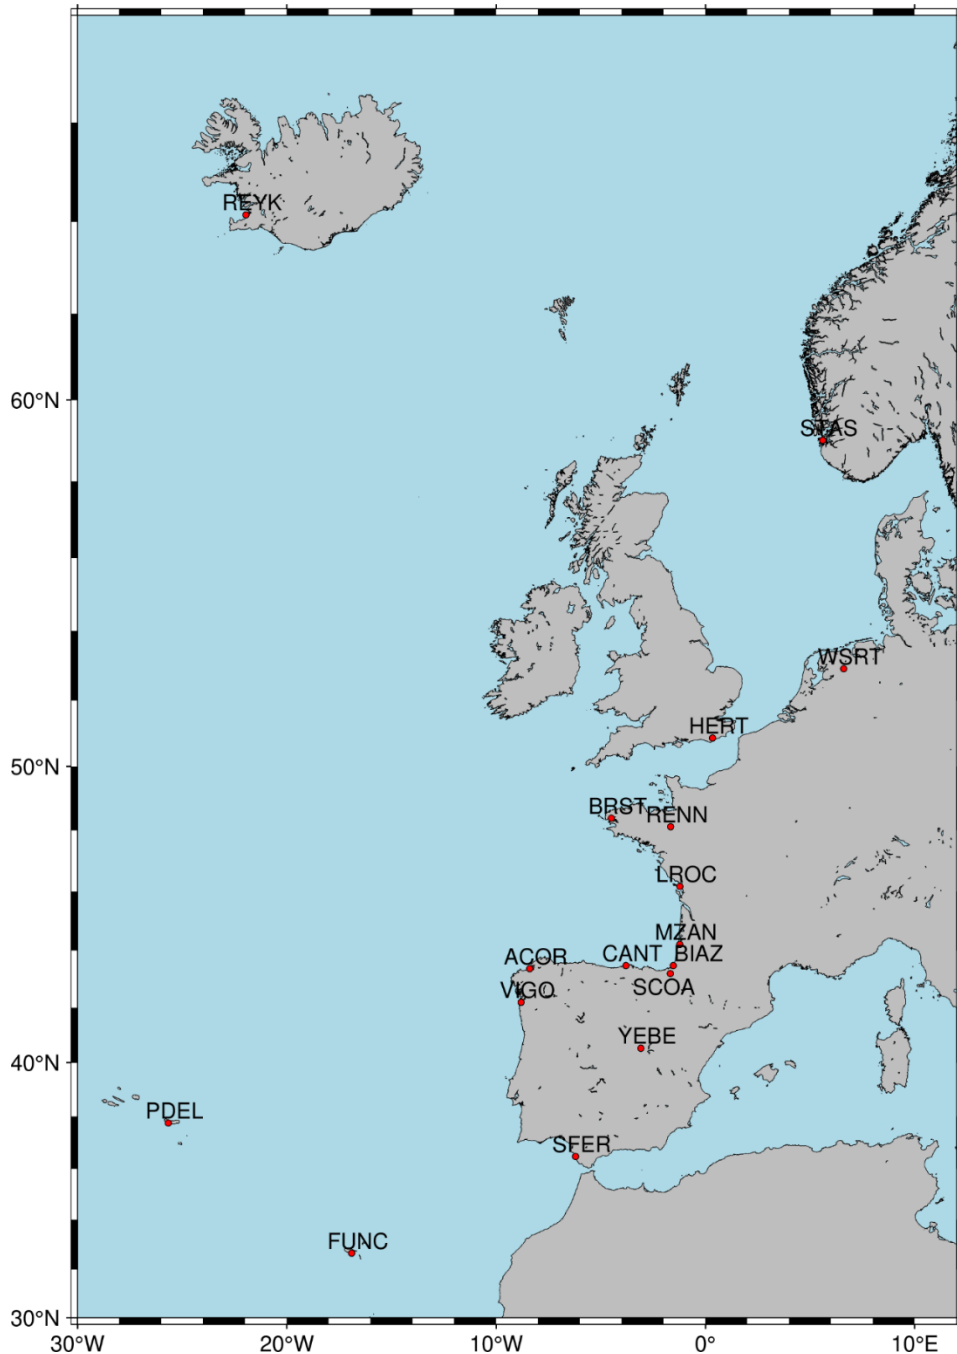 REYK
60°N
STAS
WSRT
HERT
50°N
BRST
RENN
LROC
MZAN
ACOR
CANT
BIAZ
VIGO
SCOA
YEBE
40°N
PDEL
SFER
FUNC
30°N
30°W
20°W
10°W
0°
10°E